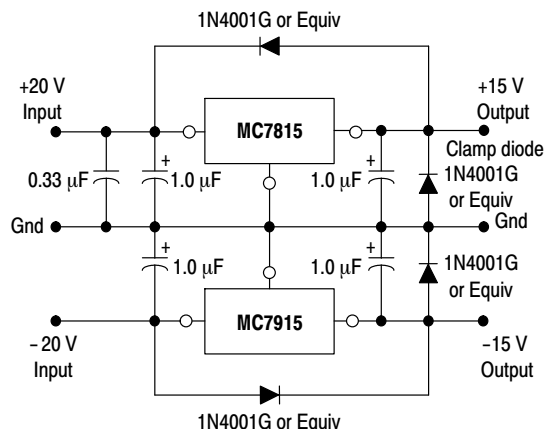 1N4001G or Equiv
+20 V
Input
MC7815
+15 V
Output
Clamp diode
0.33 μF
+
1.0 μF
1.0 μF
+
1N4001G
or Equiv
Gnd
Gnd
+
1.0 μF
1.0 μF
+
1N4001G
or Equiv
MC7915
−20 V
Input
−15 V
Output
1N4001G or Equiv